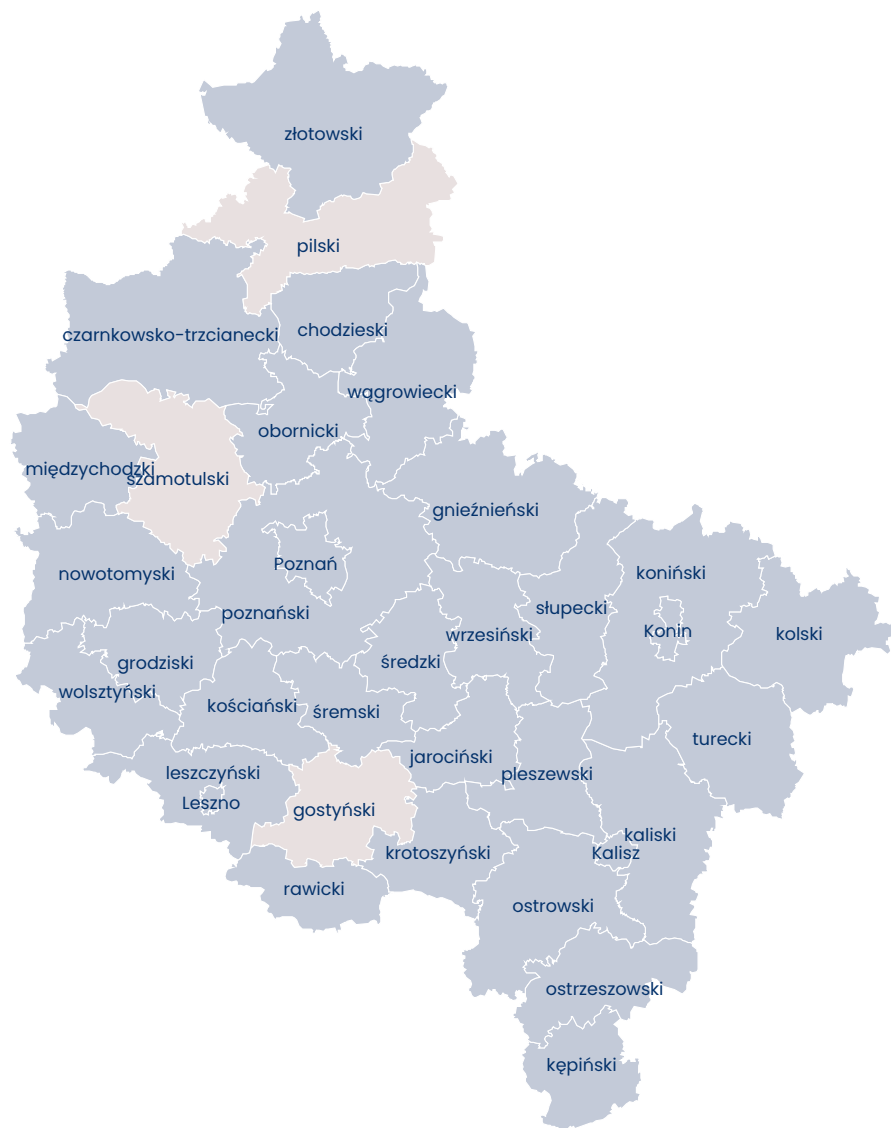 złotowski
pilski
czarnkowsko-trzcianecki
chodzieski
wągrowiecki
obornicki
międzychodzki
szamotulski
gnieźnieński
Poznań
nowotomyski
koniński
poznański
słupecki
wrzesiński
Konin
kolski
średzki
grodziski
wolsztyński
kościański
śremski
turecki
jarociński
leszczyński
pleszewski
Leszno
gostyński
kaliski
krotoszyński
Kalisz
rawicki
ostrowski
ostrzeszowski
kępiński